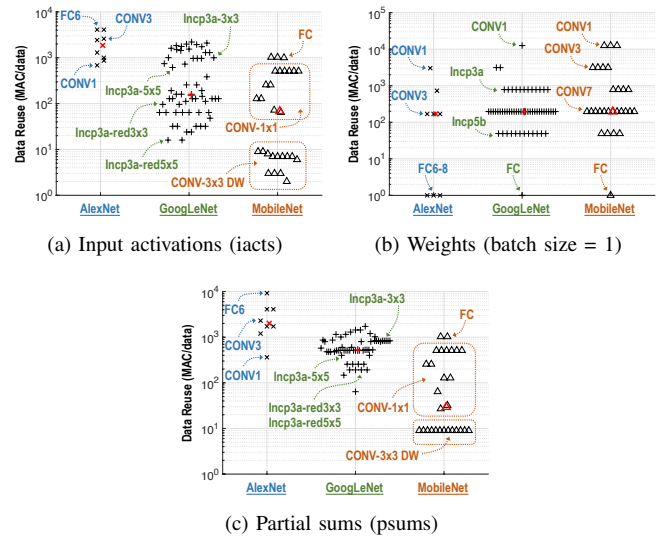 Data Reuse (MAC/data)
10^4
10^3
10^2
10^1
10^0
FC6
CONV3
CONV1
Incp3a-3x3
Incp3a-5x5
Incp3a-red3x3
Incp3a-red5x5
FC
CONV-1x1
CONV-3x3 DW
AlexNet
GoogLeNet
MobileNet
(a) Input activations (iacts)
Data Reuse (MAC/data)
10^5
10^4
10^3
10^2
10^1
10^0
CONV1
CONV3
FC6-8
CONV1
Incp3a
Incp5b
FC
CONV1
CONV3
CONV7
FC
AlexNet
GoogLeNet
MobileNet
(b) Weights (batch size = 1)
Data Reuse (MAC/data)
10^4
10^3
10^2
10^1
10^0
FC6
CONV3
CONV1
Incp3a-3x3
Incp3a-5x5
Incp3a-red3x3
Incp3a-red5x5
FC
CONV-1x1
CONV-3x3 DW
AlexNet
GoogLeNet
MobileNet
(c) Partial sums (psums)